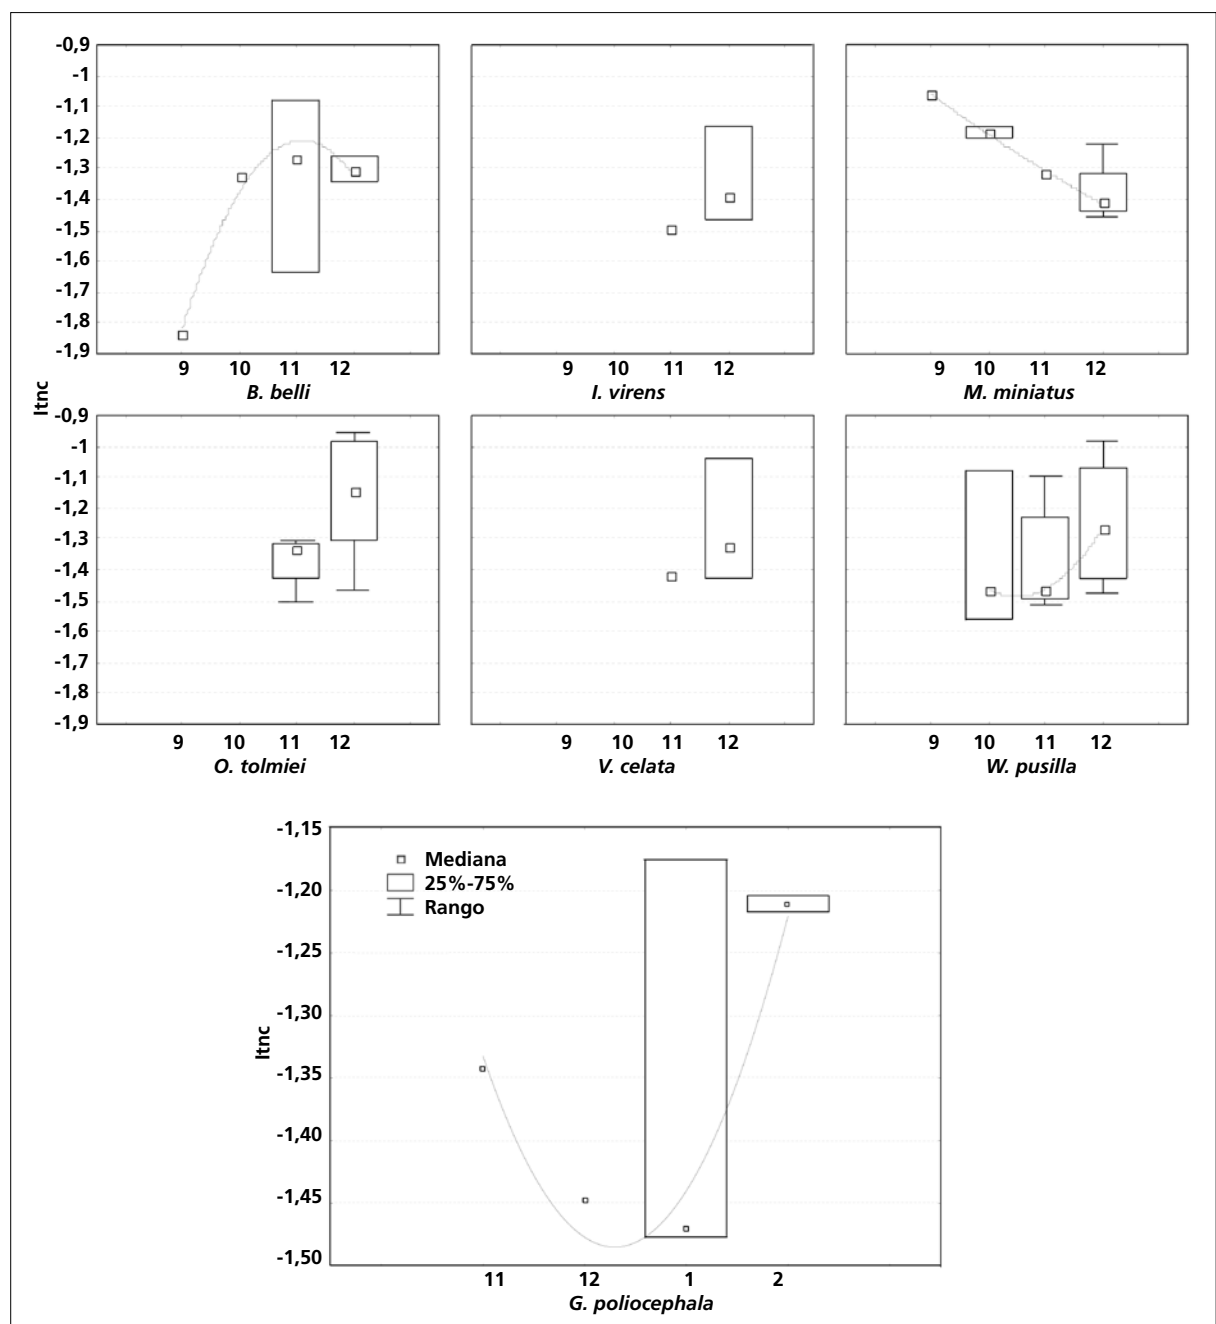 -0,9
-1
-1,1
-1,2
-1,3
-1,4
-1,5
-1,6
-1,7
-1,8
-1,9
9 10 11 12
B. belli
9 10 11 12
I. virens
9 10 11 12
M. miniatus
ltnc
-0,9
-1
-1,1
-1,2
-1,3
-1,4
-1,5
-1,6
-1,7
-1,8
-1,9
9 10 11 12
O. tolmiei
9 10 11 12
V. celata
9 10 11 12
W. pusilla
-1,15
-1,20
-1,25
-1,30
-1,35
-1,40
-1,45
-1,50
ltnc
Mediana
25%-75%
Rango
11 12 1 2
G. poliocephala